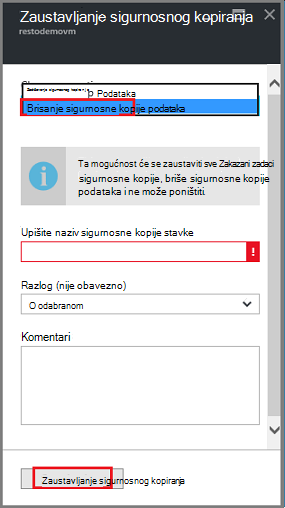 Zaustavljanje sigurnosnog kopiranja
restodemovm
Podataka
Brisanje sigurnosne kopije podataka
Ta mogućnost će se zaustaviti sve Zakazani zadaci
sigurnosne kopije, briše sigurnosne kopije
podataka i ne može poništiti.
Upišite naziv sigurnosne kopije stavke
!
Razlog (nije obavezno)
O odabranom
Komentari
Zaustavljanje sigurnosnog kopiranja